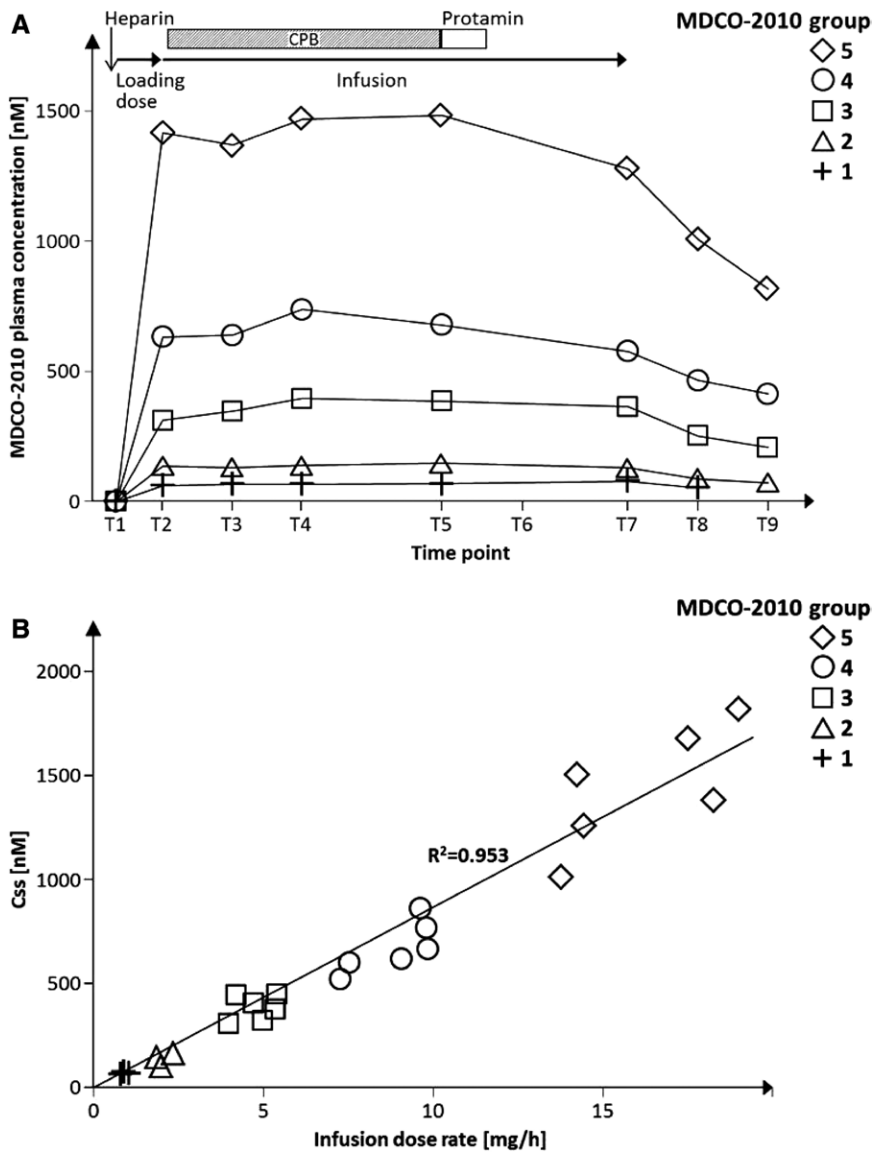 A
Heparin
Protamin
CPB
Loading
dose
Infusion
MDCO-2010 group
5
4
3
2
1
MDCO-2010 plasma concentration [nM]
1500
1000
500
0
T1 T2 T3 T4 T5 T6 T7 T8 T9
Time point
B
MDCO-2010 group
5
4
3
2
1
Css [nM]
2000
1500
1000
500
0
R²=0.953
0 5 10 15
Infusion dose rate [mg/h]